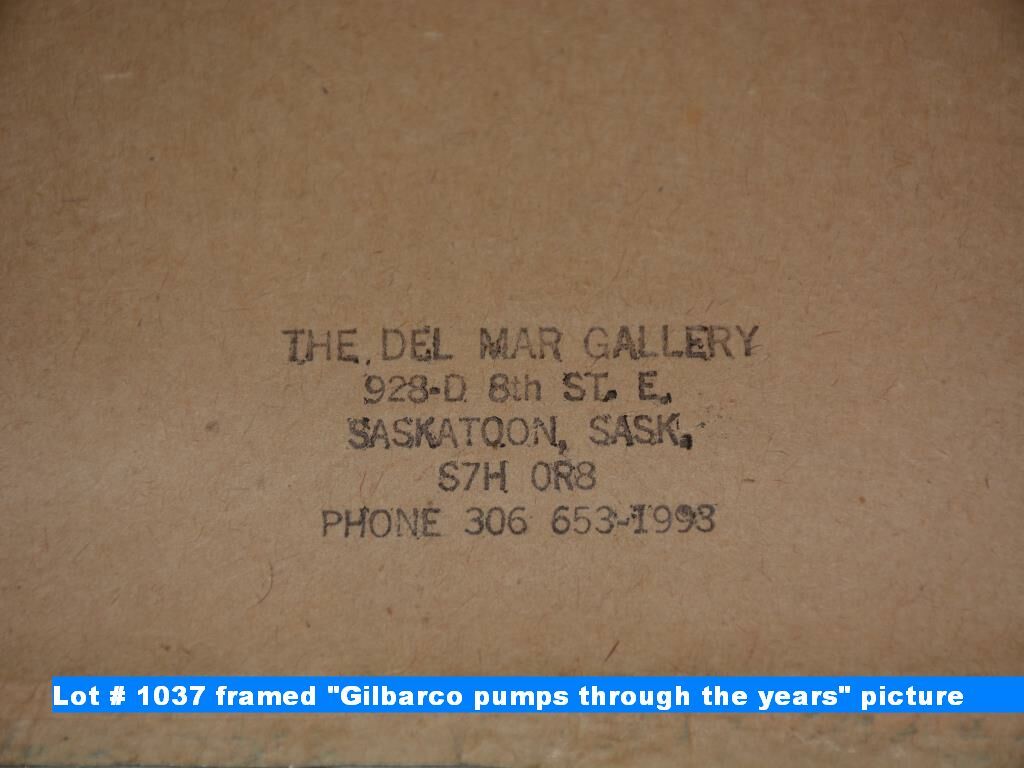 THE DEL MAR GALLERY
928-D 8th ST. E.
SASKATOON, SASK.
S7H 0R8
PHONE 306 653-1993
Lot # 1037 framed "Gilbarco pumps through the years" picture